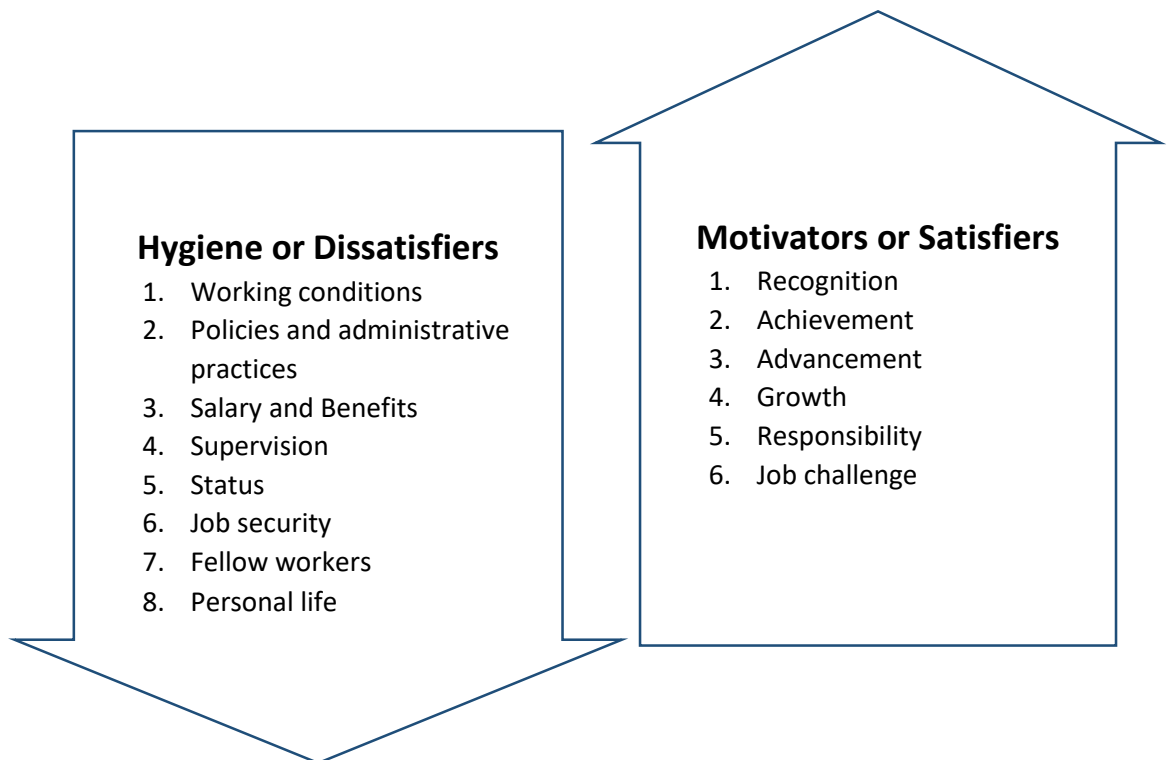 Hygiene or Dissatisfiers
1. Working conditions
2. Policies and administrative
practices
3. Salary and Benefits
4. Supervision
5. Status
6. Job security
7. Fellow workers
8. Personal life
Motivators or Satisfiers
1. Recognition
2. Achievement
3. Advancement
4. Growth
5. Responsibility
6. Job challenge